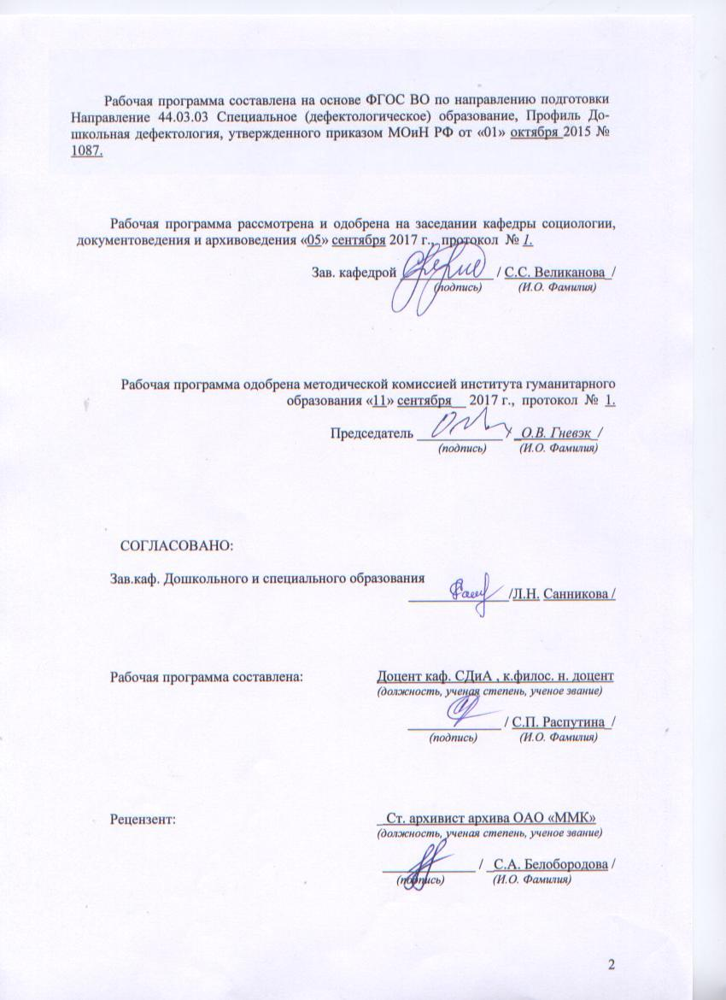 Рабочая программа составлена на основе ФГОС ВО по направлению подготовки
Направление 44.03.03 Специальное (дефектологическое) образование, Профиль До-
школьная дефектология, утвержденного приказом МОиН РФ от «01» октября 2015 №
1087.
Рабочая программа рассмотрена и одобрена на заседании кафедры социологии,
документоведения и архивоведения «05» сентября 2017 г., протокол № 1.
Зав. кафедрой / С.С. Великанова /
(подпись) (И.О. Фамилия)
Рабочая программа одобрена методической комиссией института гуманитарного
образования «11» сентября 2017 г., протокол № 1.
Председатель / О.В. Гневэк /
(подпись) (И.О. Фамилия)
СОГЛАСОВАНО:
Зав.каф. Дошкольного и специального образования
/Л.Н. Санникова /
Рабочая программа составлена: Доцент каф. СДиА , к.филос. н. доцент
(должность, ученая степень, ученое звание)
/ С.П. Распутина /
(подпись) (И.О. Фамилия)
Рецензент: Ст. архивист архива ОАО «ММК»
(должность, ученая степень, ученое звание)
/ С.А. Белобородова /
(подпись) (И.О. Фамилия)
2